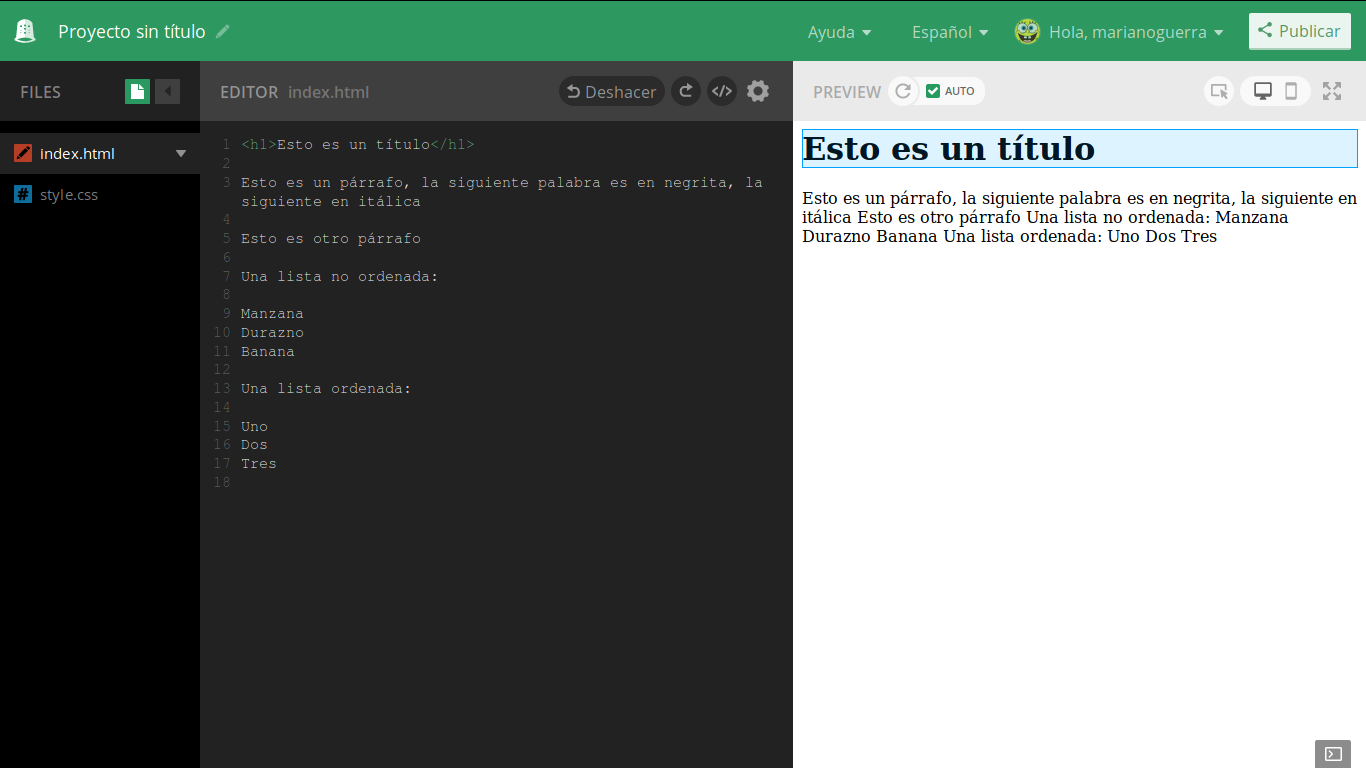 Proyecto sin título
Ayuda
Español
Hola, marianoguerra
Publicar
FILES
EDITOR index.html
Deshacer
PREVIEW
AUTO
index.html
style.css
1 <h1>Esto es un título</h1>
2
3 Esto es un párrafo, la siguiente palabra es en negrita, la
siguiente en itálica
4
5 Esto es otro párrafo
6
7 Una lista no ordenada:
8
9 Manzana
10 Durazno
11 Banana
12
13 Una lista ordenada:
14
15 Uno
16 Dos
17 Tres
18
Esto es un título
Esto es un párrafo, la siguiente palabra es en negrita, la siguiente en
itálica Esto es otro párrafo Una lista no ordenada: Manzana
Durazno Banana Una lista ordenada: Uno Dos Tres